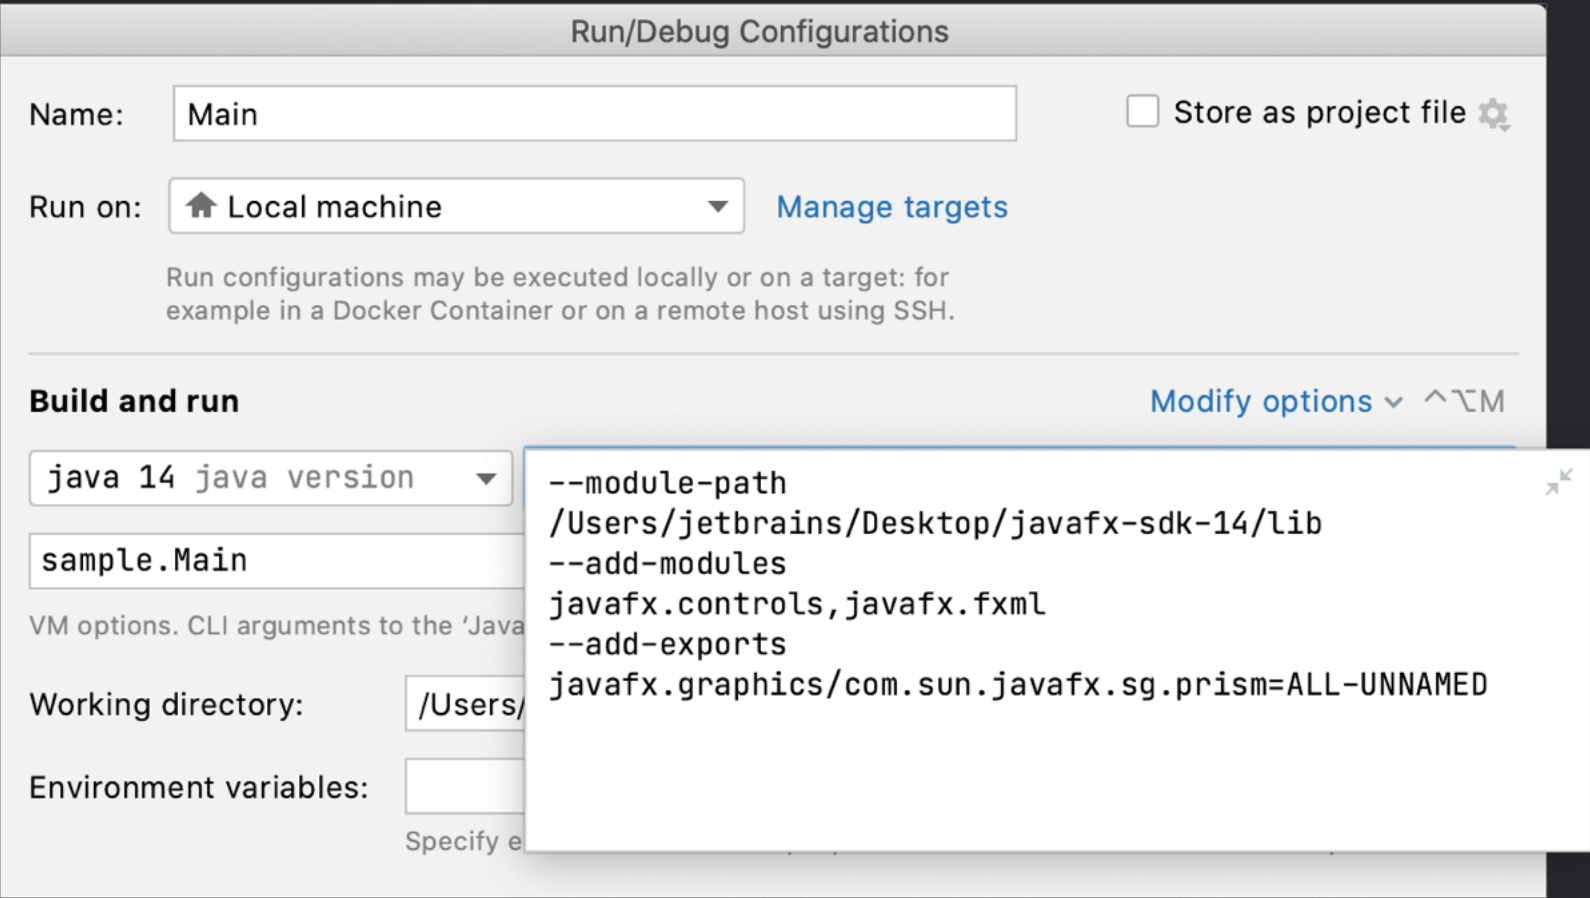 Run/Debug Configurations
Name: Main Store as project file
Run on: Local machine Manage targets
Run configurations may be executed locally or on a target: for
example in a Docker Container or on a remote host using SSH.
Build and run Modify options ⌃⌥M
java 14 java version
sample.Main
VM options. CLI arguments to the ‘Java
--module-path
/Users/jetbrains/Desktop/javafx-sdk-14/lib
--add-modules
javafx.controls,javafx.fxml
--add-exports
javafx.graphics/com.sun.javafx.sg.prism=ALL-UNNAMED
Working directory: /Users/
Environment variables:
Specify